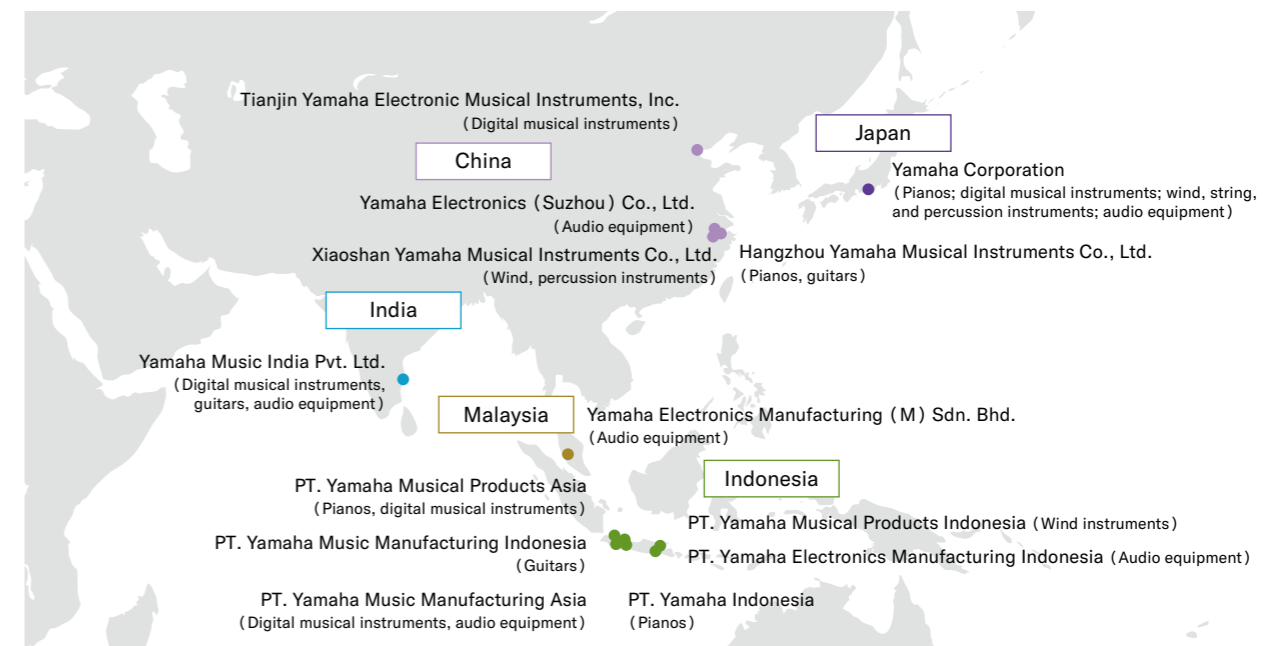 Tianjin Yamaha Electronic Musical Instruments, Inc.
(Digital musical instruments)
China
Japan
Yamaha Corporation
(Pianos; digital musical instruments; wind, string,
and percussion instruments; audio equipment)
Yamaha Electronics (Suzhou) Co., Ltd.
(Audio equipment)
Xiaoshan Yamaha Musical Instruments Co., Ltd.
(Wind, percussion instruments)
Hangzhou Yamaha Musical Instruments Co., Ltd.
(Pianos, guitars)
India
Yamaha Music India Pvt. Ltd.
(Digital musical instruments,
guitars, audio equipment)
Malaysia
Yamaha Electronics Manufacturing (M) Sdn. Bhd.
(Audio equipment)
Indonesia
PT. Yamaha Musical Products Asia
(Pianos, digital musical instruments)
PT. Yamaha Musical Products Indonesia (Wind instruments)
PT. Yamaha Music Manufacturing Indonesia
(Guitars)
PT. Yamaha Electronics Manufacturing Indonesia (Audio equipment)
PT. Yamaha Music Manufacturing Asia
(Digital musical instruments, audio equipment)
PT. Yamaha Indonesia
(Pianos)